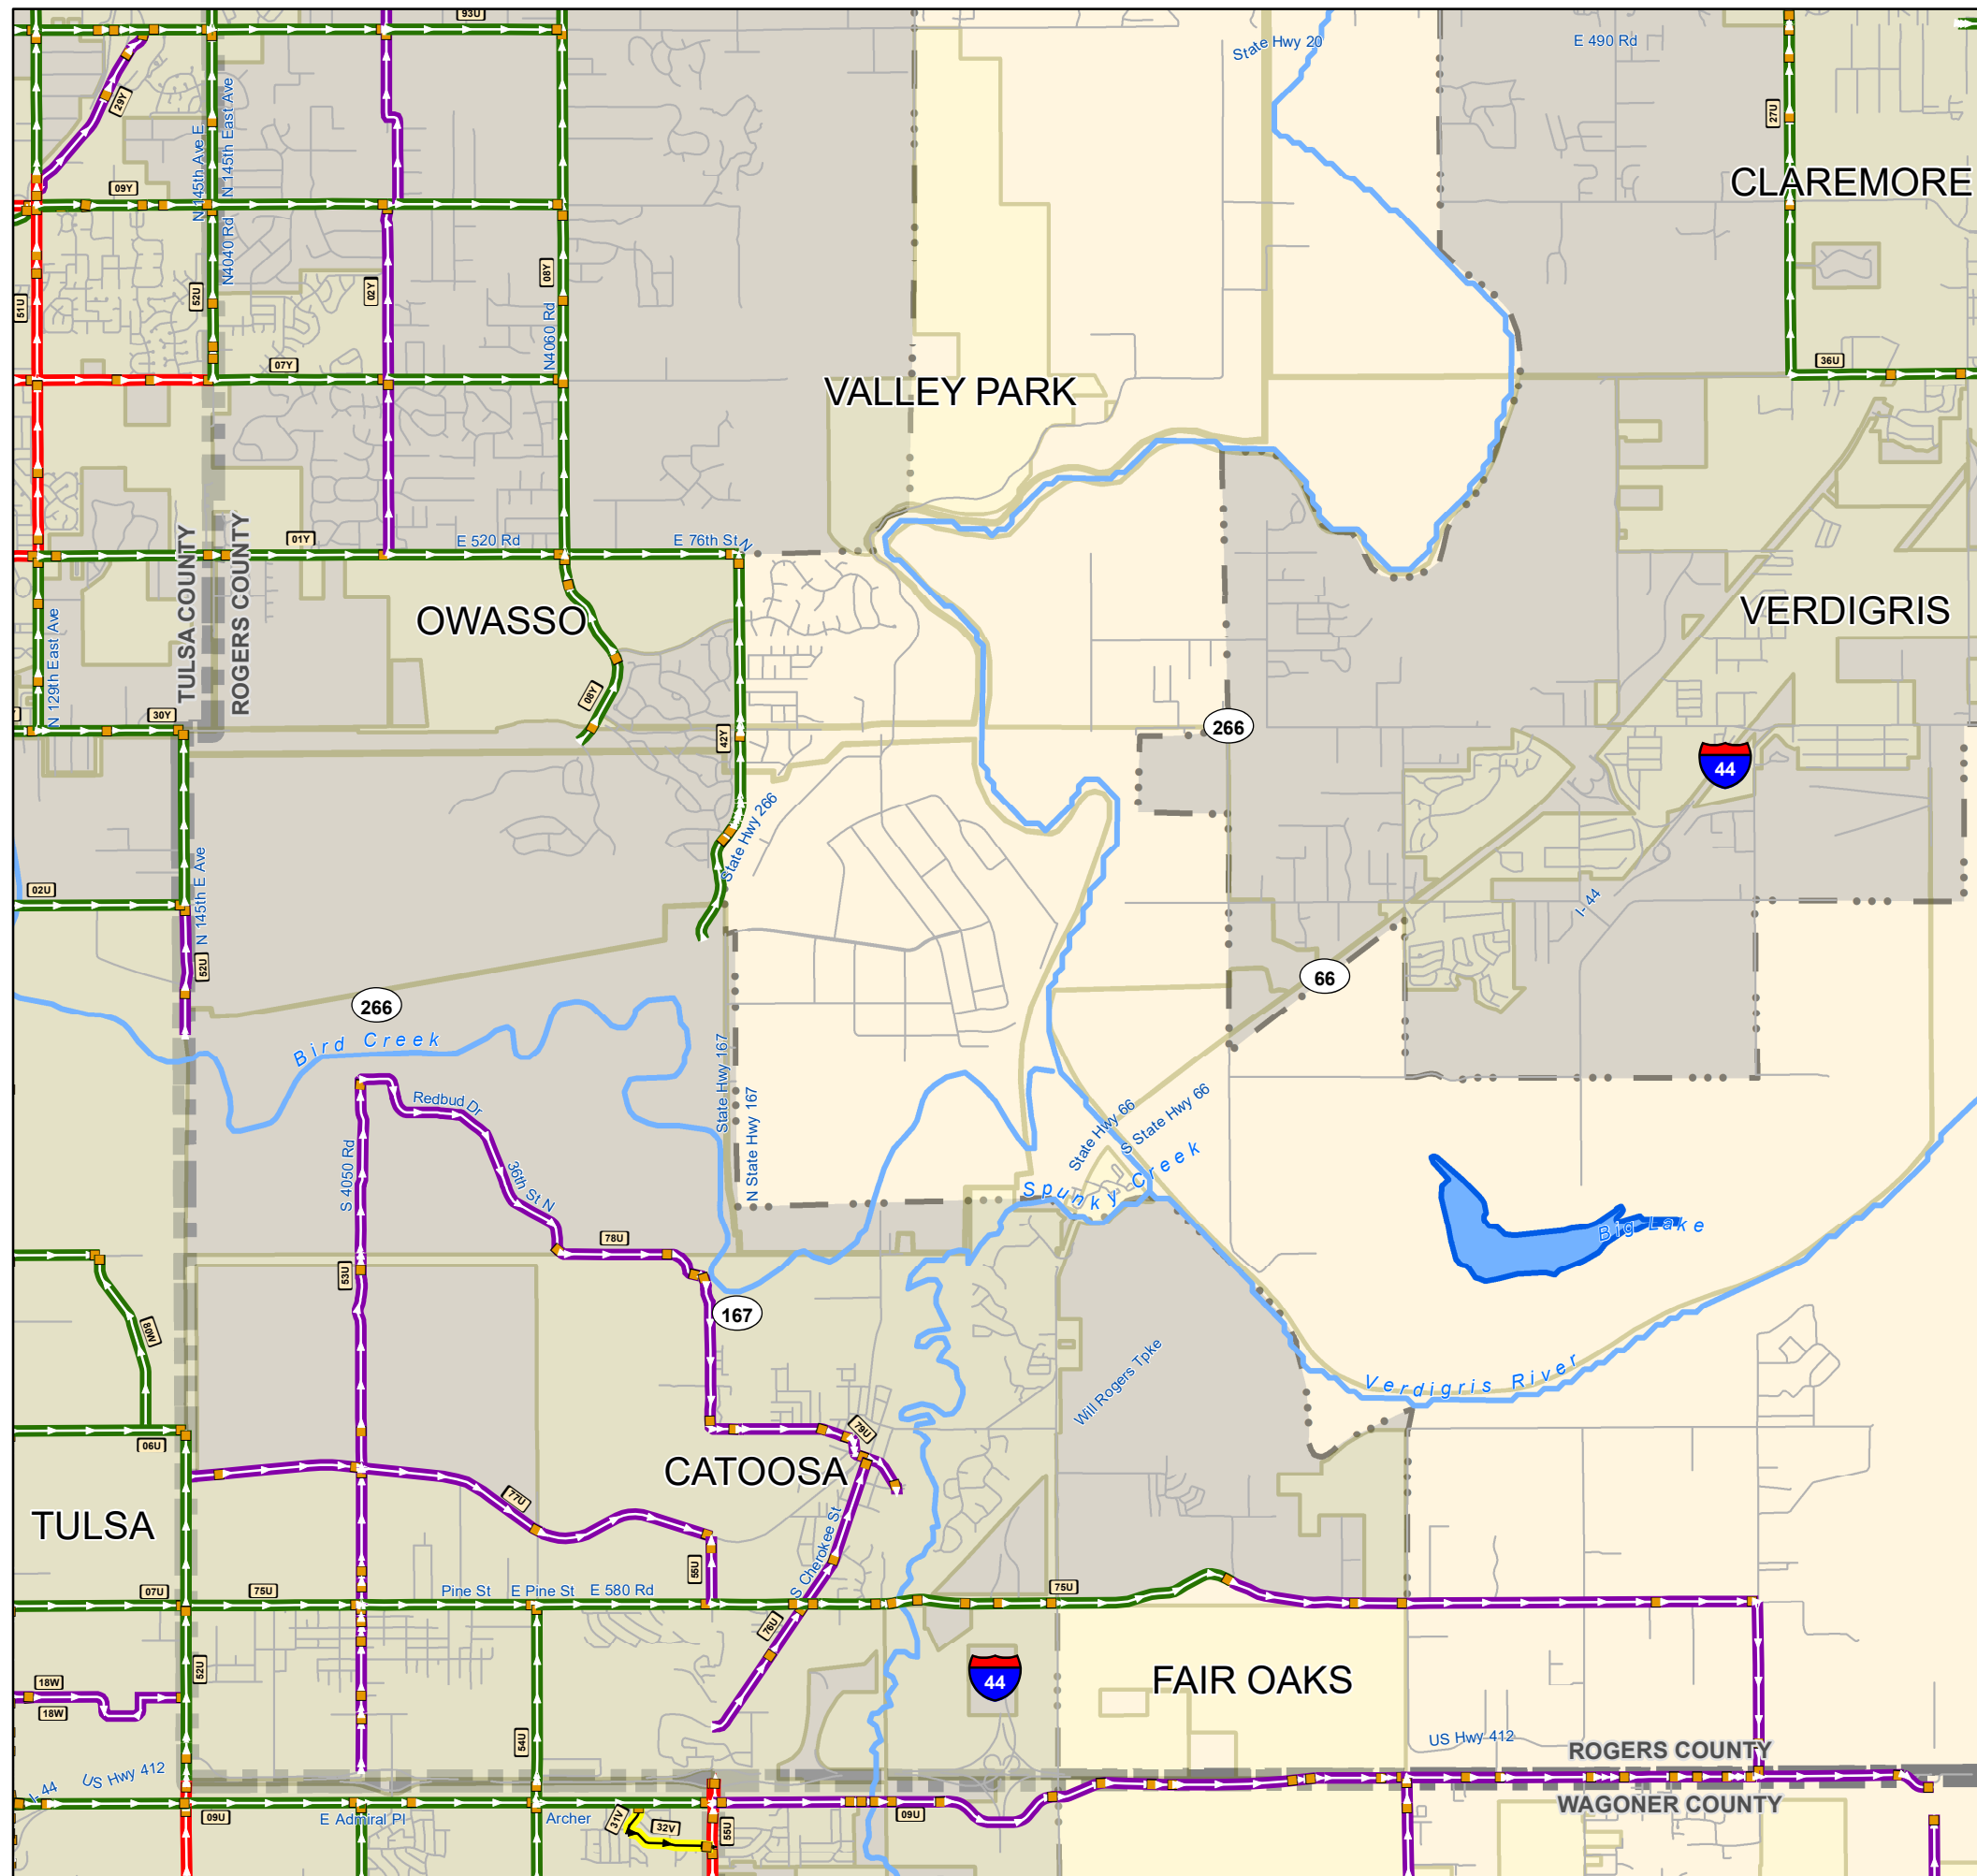 93U
State Hwy 20
E 490 Rd
29Y
27U
N 145th Ave E
N 145th East Ave
09Y
CLAREMORE
N4040 Rd
51U
52U
02Y
08Y
N4060 Rd
07Y
36U
VALLEY PARK
01Y
E 520 Rd
E 76th St N
TULSA COUNTY
ROGERS COUNTY
OWASSO
VERDIGRIS
N 129th East Ave
08Y
30Y
42Y
266
44
State Hwy 266
02U
N 145th E Ave
I- 44
52U
66
266
Bird Creek
State Hwy 167
N State Hwy 167
Redbud Dr
State Hwy 66
S State Hwy 66
S 4050 Rd
36th St N
Spunky Creek
Big Lake
78U
53U
167
80W
Will Rogers Tpke
Verdigris River
79U
06U
CATOOSA
77U
TULSA
S Cherokee St
55U
07U
75U
Pine St
E Pine St
E 580 Rd
75U
76U
52U
18W
18W
44
FAIR OAKS
54U
US Hwy 412
ROGERS COUNTY
I- 44
US Hwy 412
WAGONER COUNTY
09U
E Admiral Pl
Archer
31V
32V
55U
09U